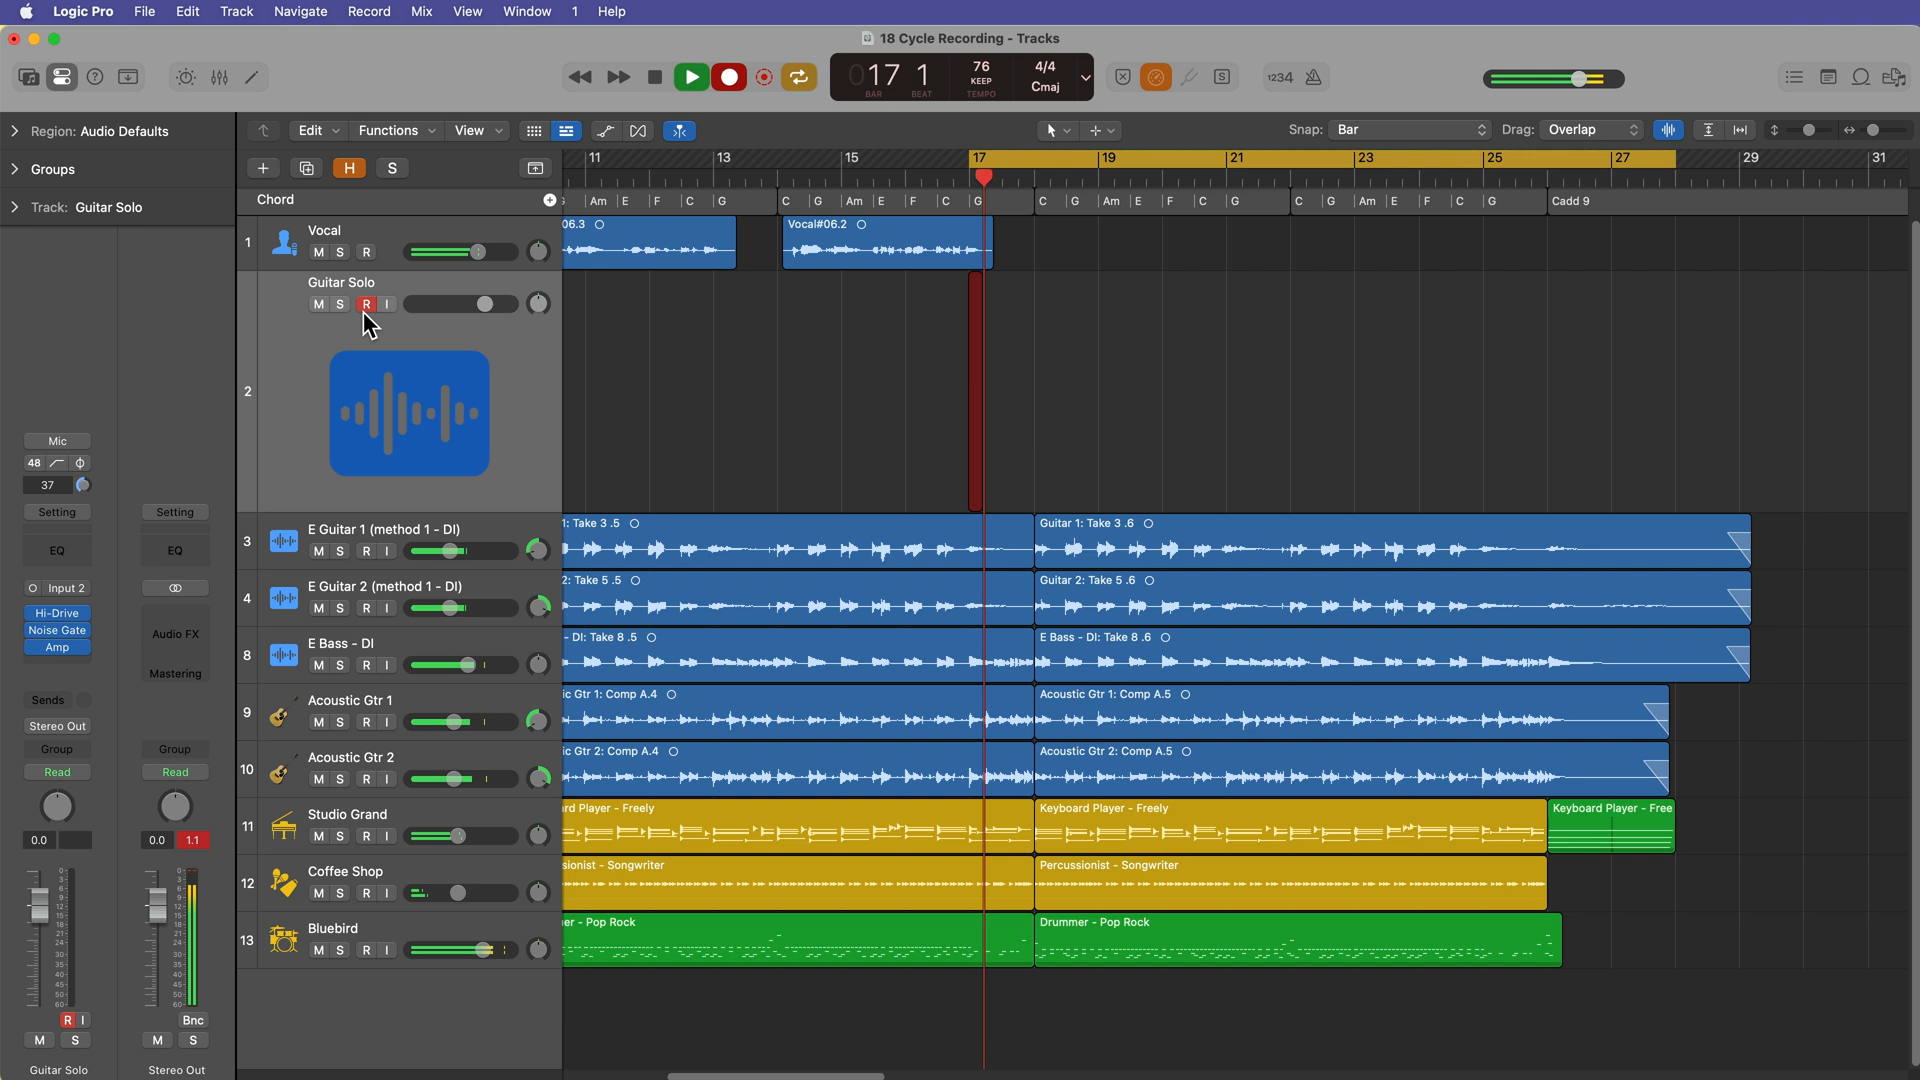 Logic Pro File Edit Track Navigate Record Mix View Window 1 Help
18 Cycle Recording - Tracks
017 1 76 4/4
KEEP Cmaj
BAR BEAT TEMPO
S 1234
Region: Audio Defaults
Edit Functions View
Snap: Bar Drag: Overlap
Groups
H S
11 13 15 17 19 21 23 25 27 29 31
Track: Guitar Solo
Chord
Am E F C G C G Am E F C G C G Am E F C G C G Am E F C G Cadd 9
1 Vocal
M S R
06.3 Vocal#06.2
2 Guitar Solo
M S R I
Mic
48
37
Setting Setting
EQ EQ
Input 2
Hi-Drive
Noise Gate
Amp
Audio FX
Mastering
Sends
Stereo Out
Group Group
Read Read
0.0 0.0 1.1
R I Bnc
M S M S
Guitar Solo Stereo Out
3 E Guitar 1 (method 1 - DI)
M S R I
1: Take 3 .5 Guitar 1: Take 3 .6
4 E Guitar 2 (method 1 - DI)
M S R I
2: Take 5 .5 Guitar 2: Take 5 .6
8 E Bass - DI
M S R I
- DI: Take 8 .5 E Bass - DI: Take 8 .6
9 Acoustic Gtr 1
M S R I
ic Gtr 1: Comp A.4 Acoustic Gtr 1: Comp A.5
10 Acoustic Gtr 2
M S R I
ic Gtr 2: Comp A.4 Acoustic Gtr 2: Comp A.5
11 Studio Grand
M S R I
rd Player - Freely Keyboard Player - Freely Keyboard Player - Free
12 Coffee Shop
M S R I
sionist - Songwriter Percussionist - Songwriter
13 Bluebird
M S R I
er - Pop Rock Drummer - Pop Rock